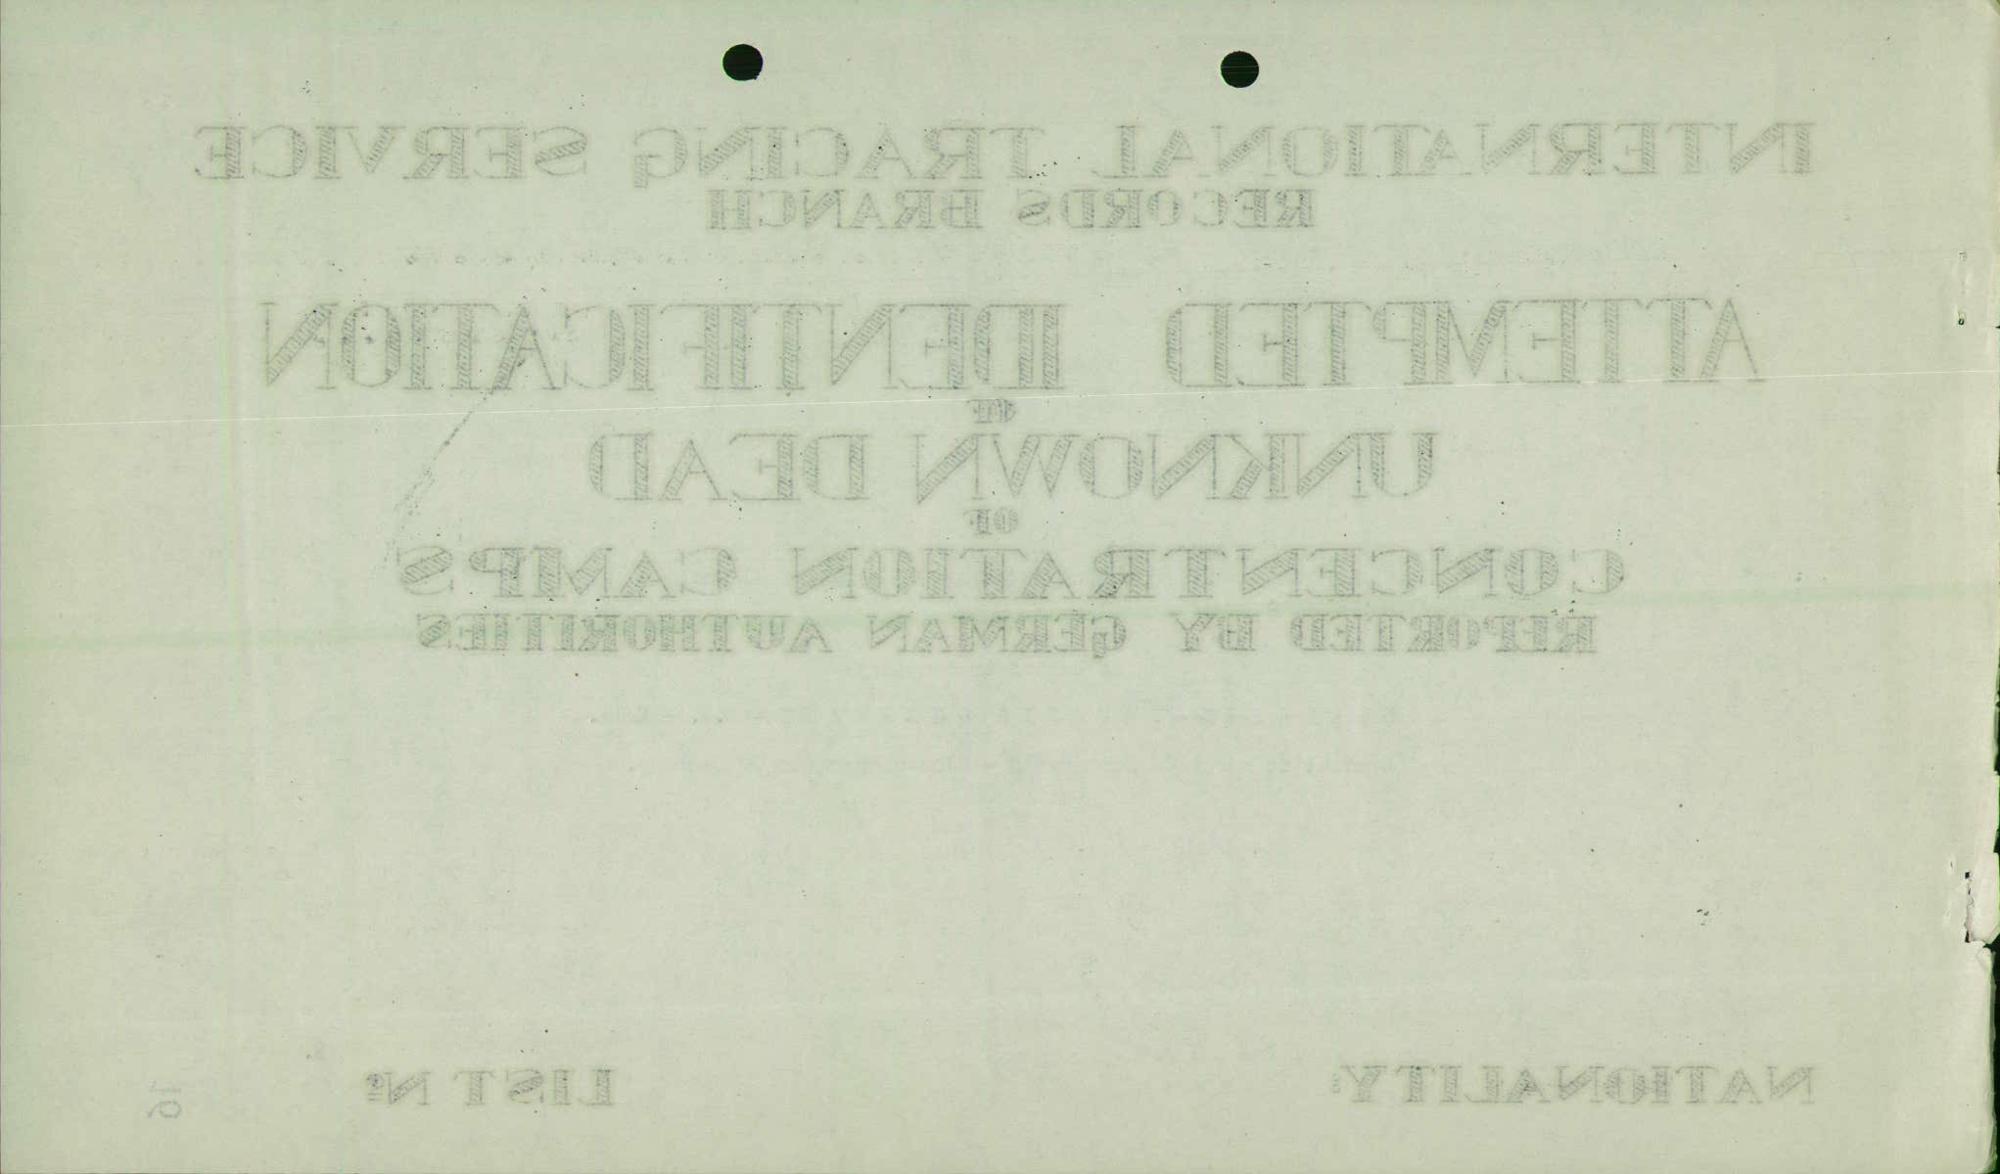 INTERNATIONAL TRACING SERVICE
RECORDS BRANCH
ATTEMPTED IDENTIFICATION
OF
UNKNOWN DEAD
OF
CONCENTRATION CAMPS
REPORTED BY GERMAN AUTHORITIES
NATIONALITY: LIST Nº